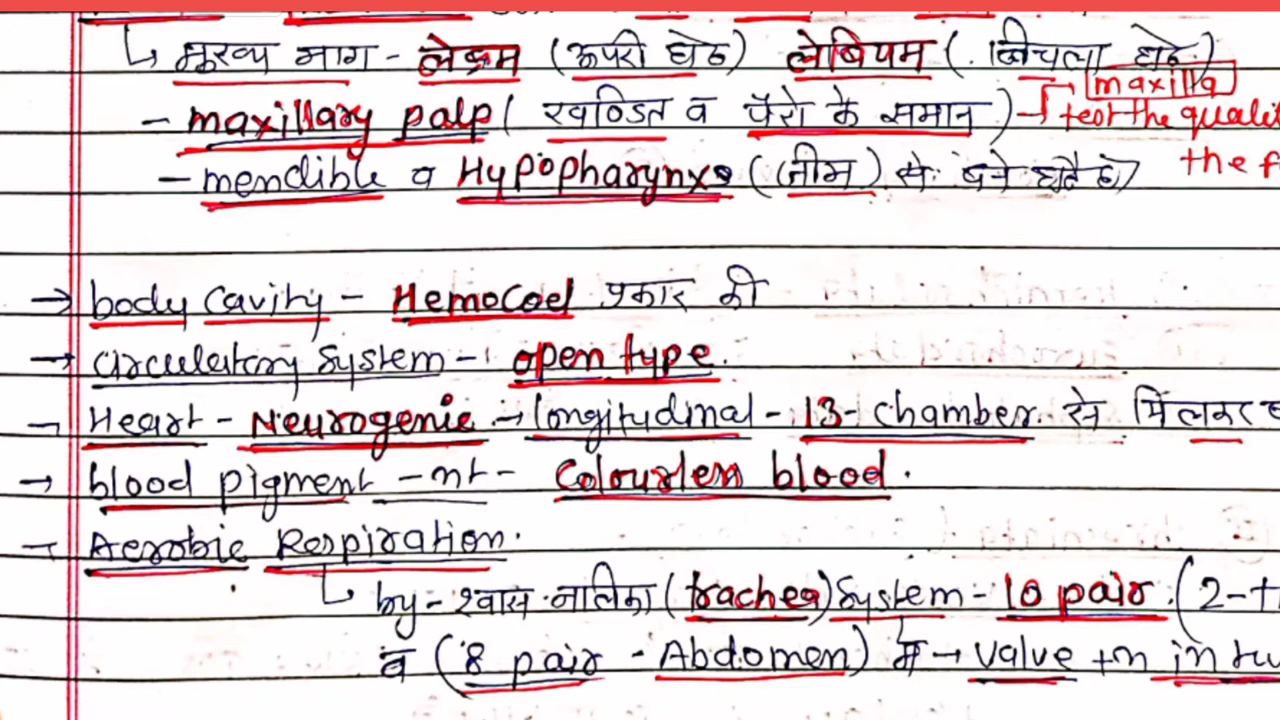 ↳ मुख्य भाग - लेब्रम (ऊपरी होठ) लेबियम (निचला होठ)
- maxillary palp ( खण्डित व पैरो के समान ) → maxilla
test the qualit
the f
- mendible व Hypopharynx (जीभ) से बने होते है
→ body cavity - Hemocoel प्रकार की
→ circulatory System - open type.
→ Heart - Neurogenic → longitudinal - 13 - chamber से मिलकर
→ blood pigment - nt - Colourless blood.
→ Aerobic Respiration.
↳ by - श्वास नालिका (trachea) System - 10 pair. (2-t
व (8 pair - Abdomen) में → valve +n in